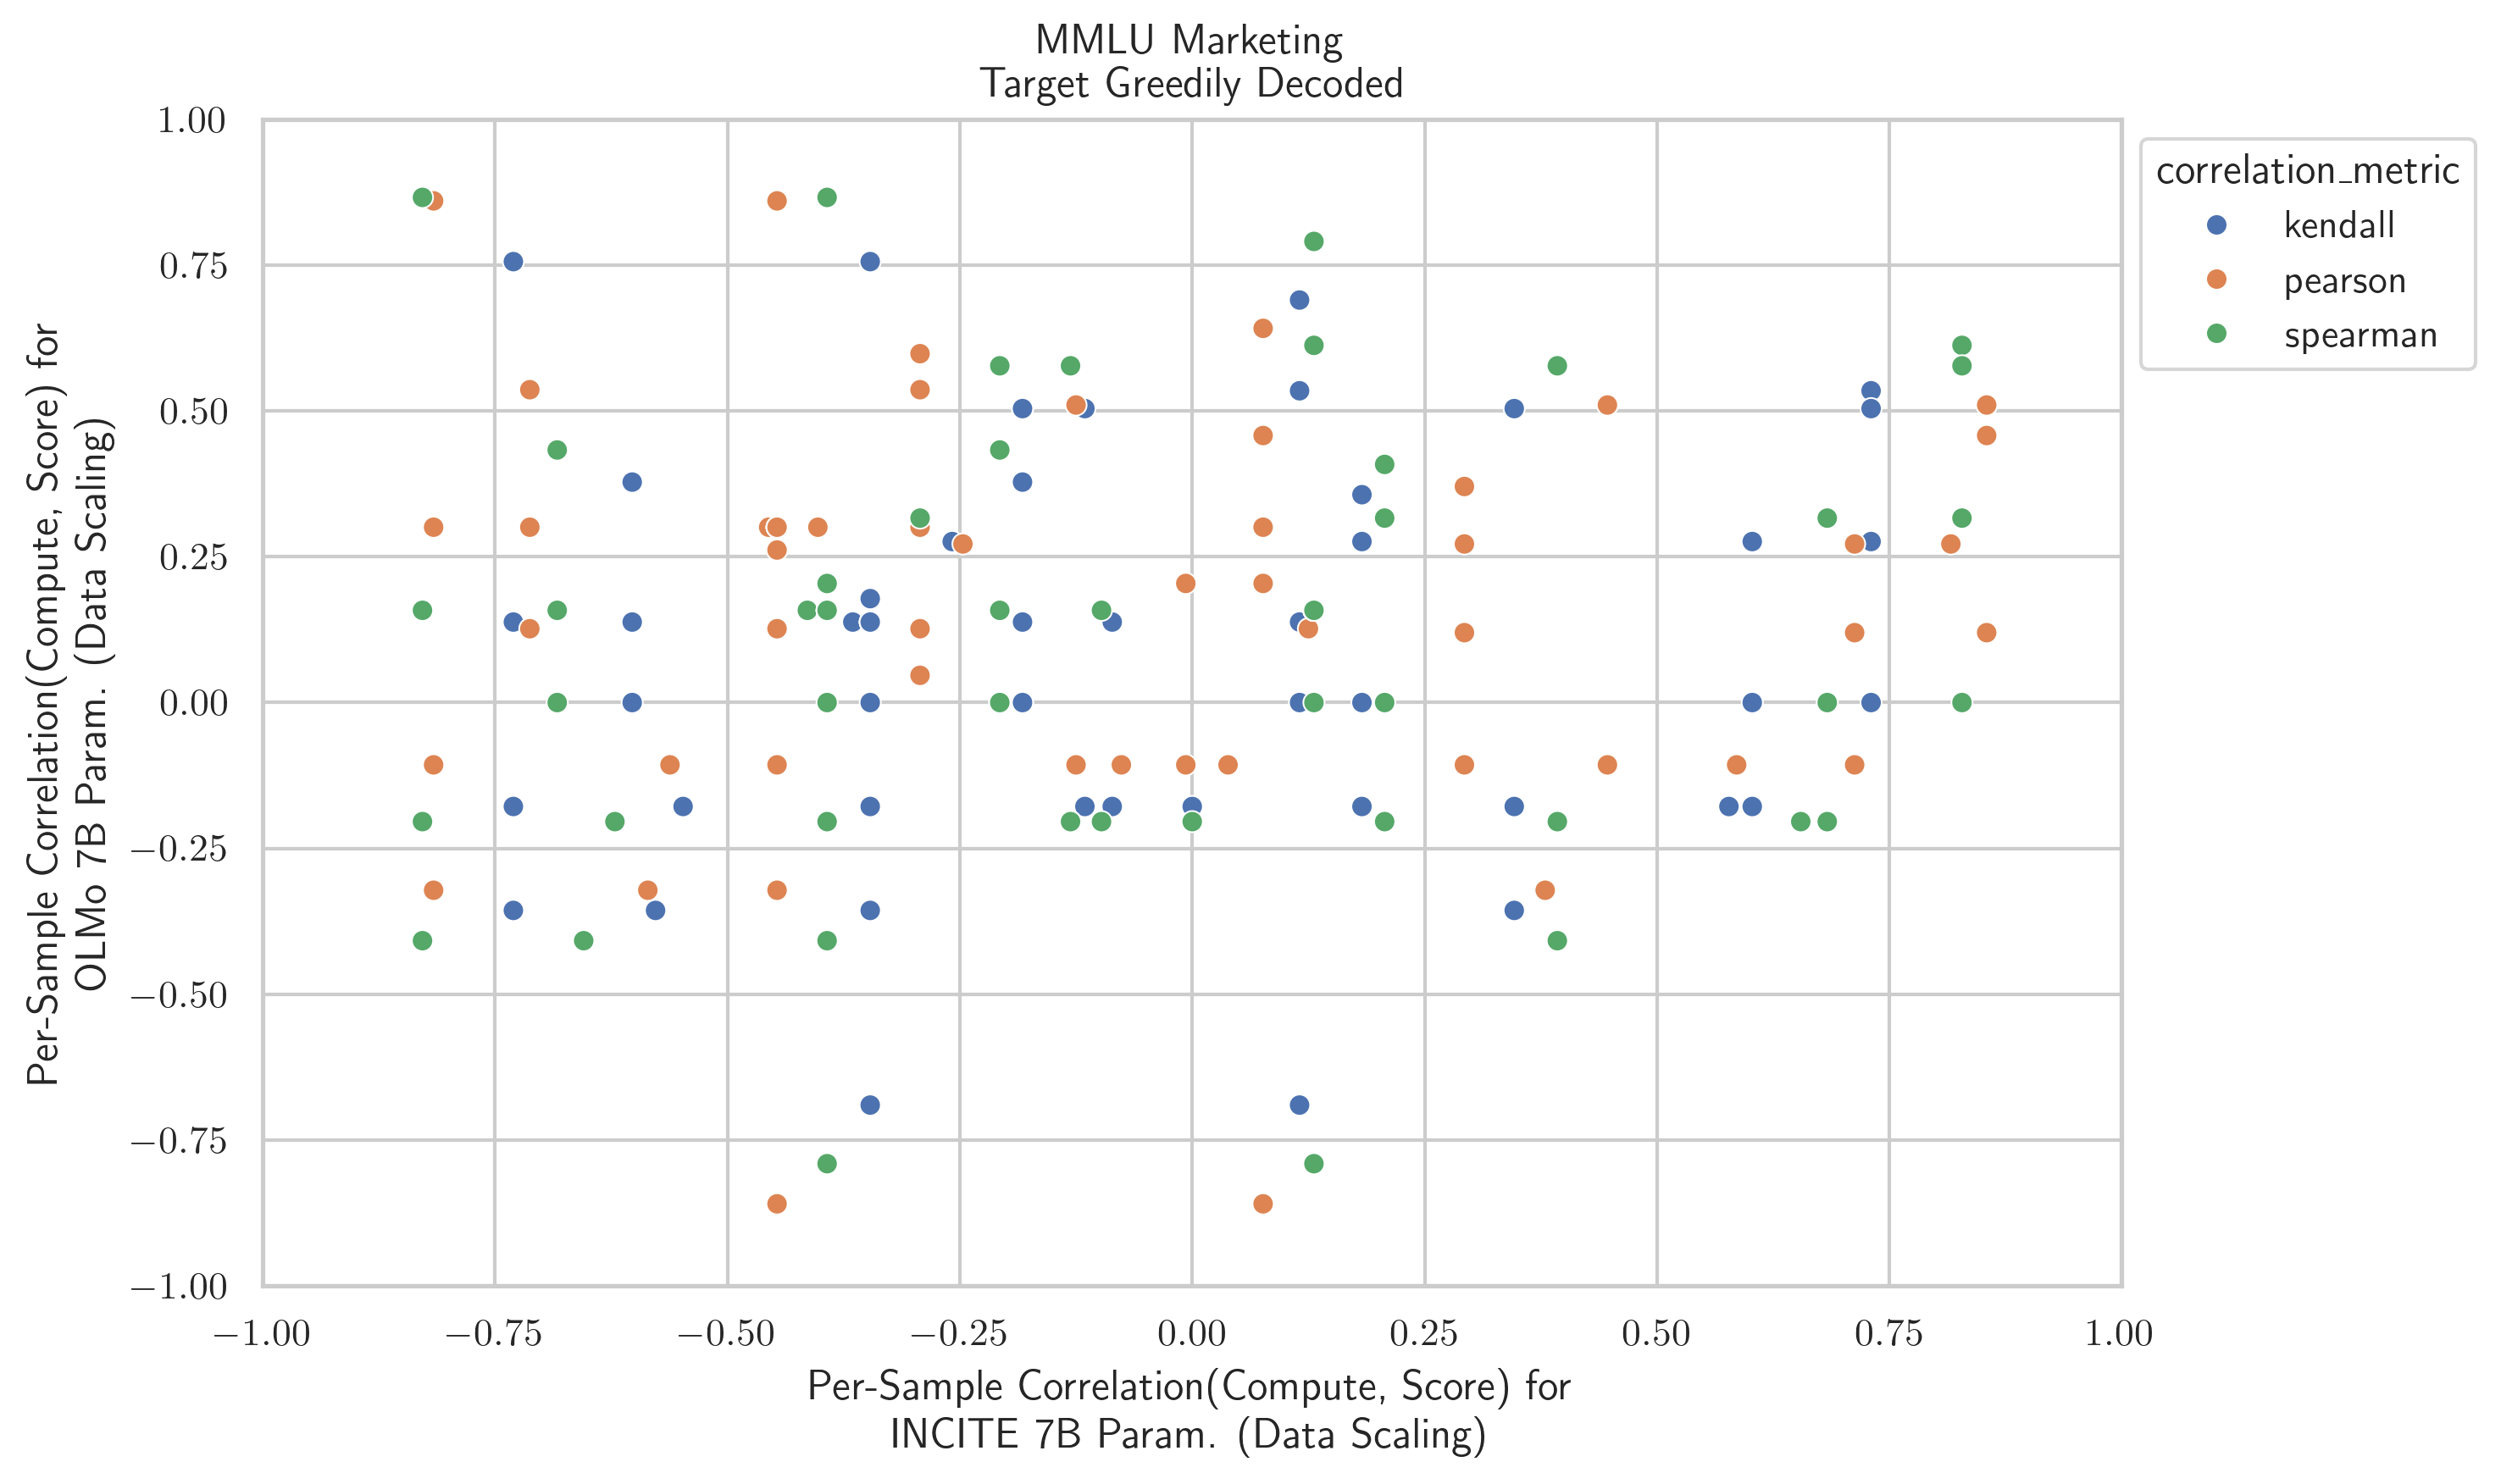 MMLU Marketing
Target Greedily Decoded
Per-Sample Correlation(Compute, Score) for
OLMo 7B Param. (Data Scaling)
1.00
0.75
0.50
0.25
0.00
−0.25
−0.50
−0.75
−1.00
−1.00 −0.75 −0.50 −0.25 0.00 0.25 0.50 0.75 1.00
Per-Sample Correlation(Compute, Score) for
INCITE 7B Param. (Data Scaling)
correlation_metric
kendall
pearson
spearman